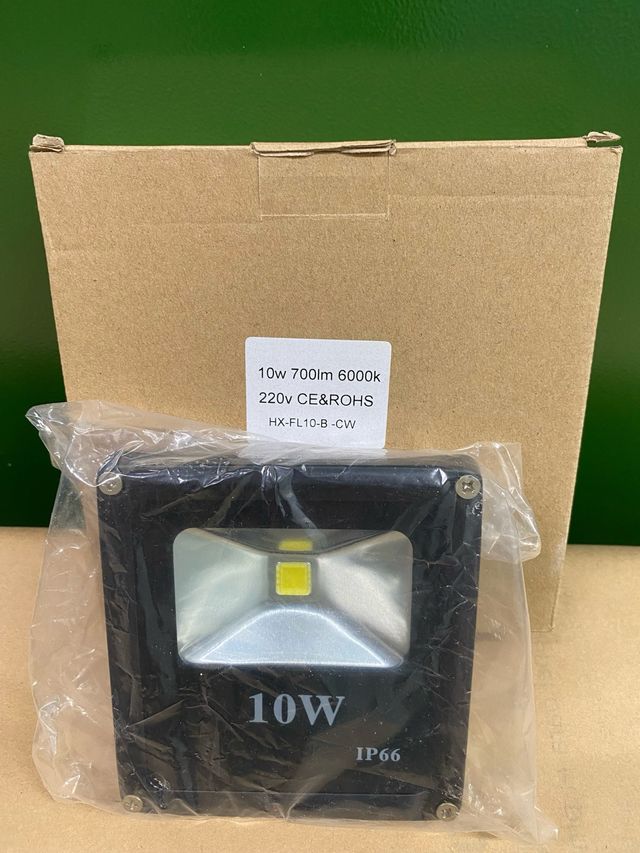 10w 700lm 6000k
220v CE&ROHS
HX-FL10-B -CW
10W
IP66